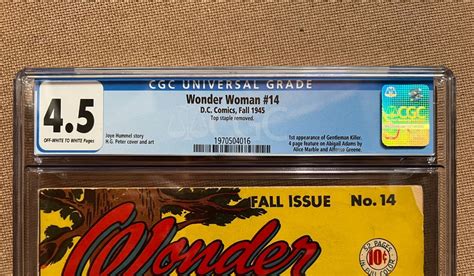 CGC UNIVERSAL GRADE
4.5
OFF-WHITE TO WHITE Pages
Wonder Woman #14
D.C. Comics, Fall 1945
Top staple removed.
Joye Hummel story
H.G. Peter cover and art
1970504016
1st appearance of Gentleman Killer.
4 page feature on Abigail Adams by
Alice Marble and Alfonso Greene.
CGC
FALL ISSUE No. 14
Wonder
52 PAGES
10¢